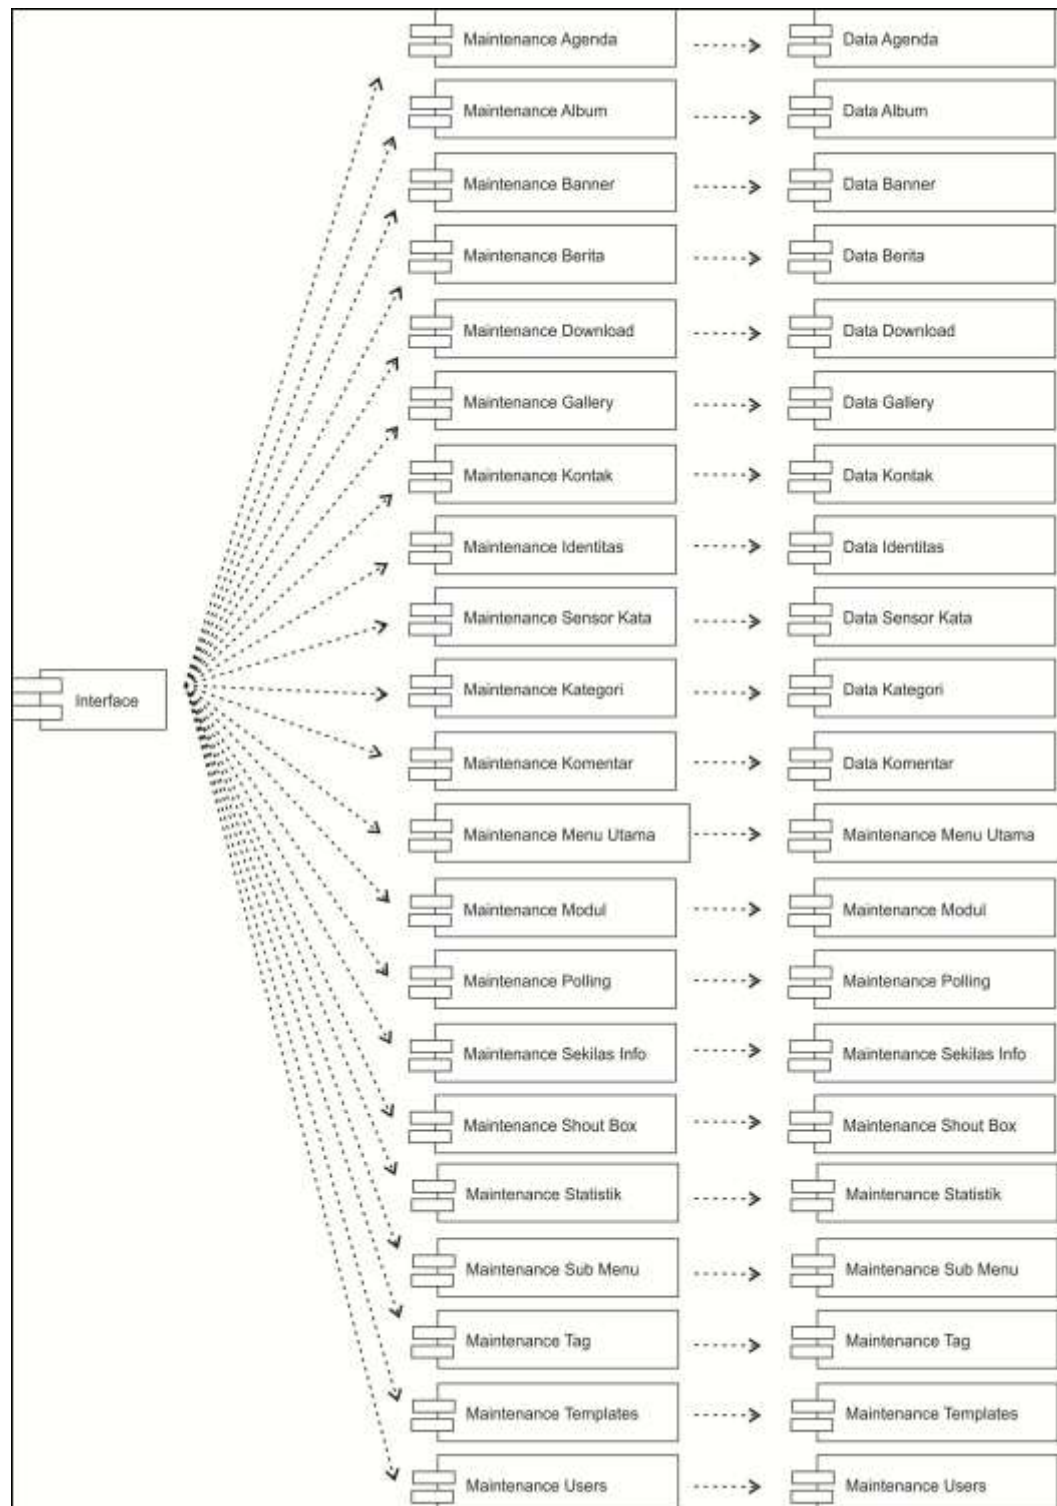 Maintenance Agenda Data Agenda
Maintenance Album Data Album
Maintenance Banner Data Banner
Maintenance Berita Data Berita
Maintenance Download Data Download
Maintenance Gallery Data Gallery
Maintenance Kontak Data Kontak
Maintenance Identitas Data Identitas
Maintenance Sensor Kata Data Sensor Kata
Interface Maintenance Kategori Data Kategori
Maintenance Komentar Data Komentar
Maintenance Menu Utama Maintenance Menu Utama
Maintenance Modul Maintenance Modul
Maintenance Polling Maintenance Polling
Maintenance Sekilas Info Maintenance Sekilas Info
Maintenance Shout Box Maintenance Shout Box
Maintenance Statistik Maintenance Statistik
Maintenance Sub Menu Maintenance Sub Menu
Maintenance Tag Maintenance Tag
Maintenance Templates Maintenance Templates
Maintenance Users Maintenance Users